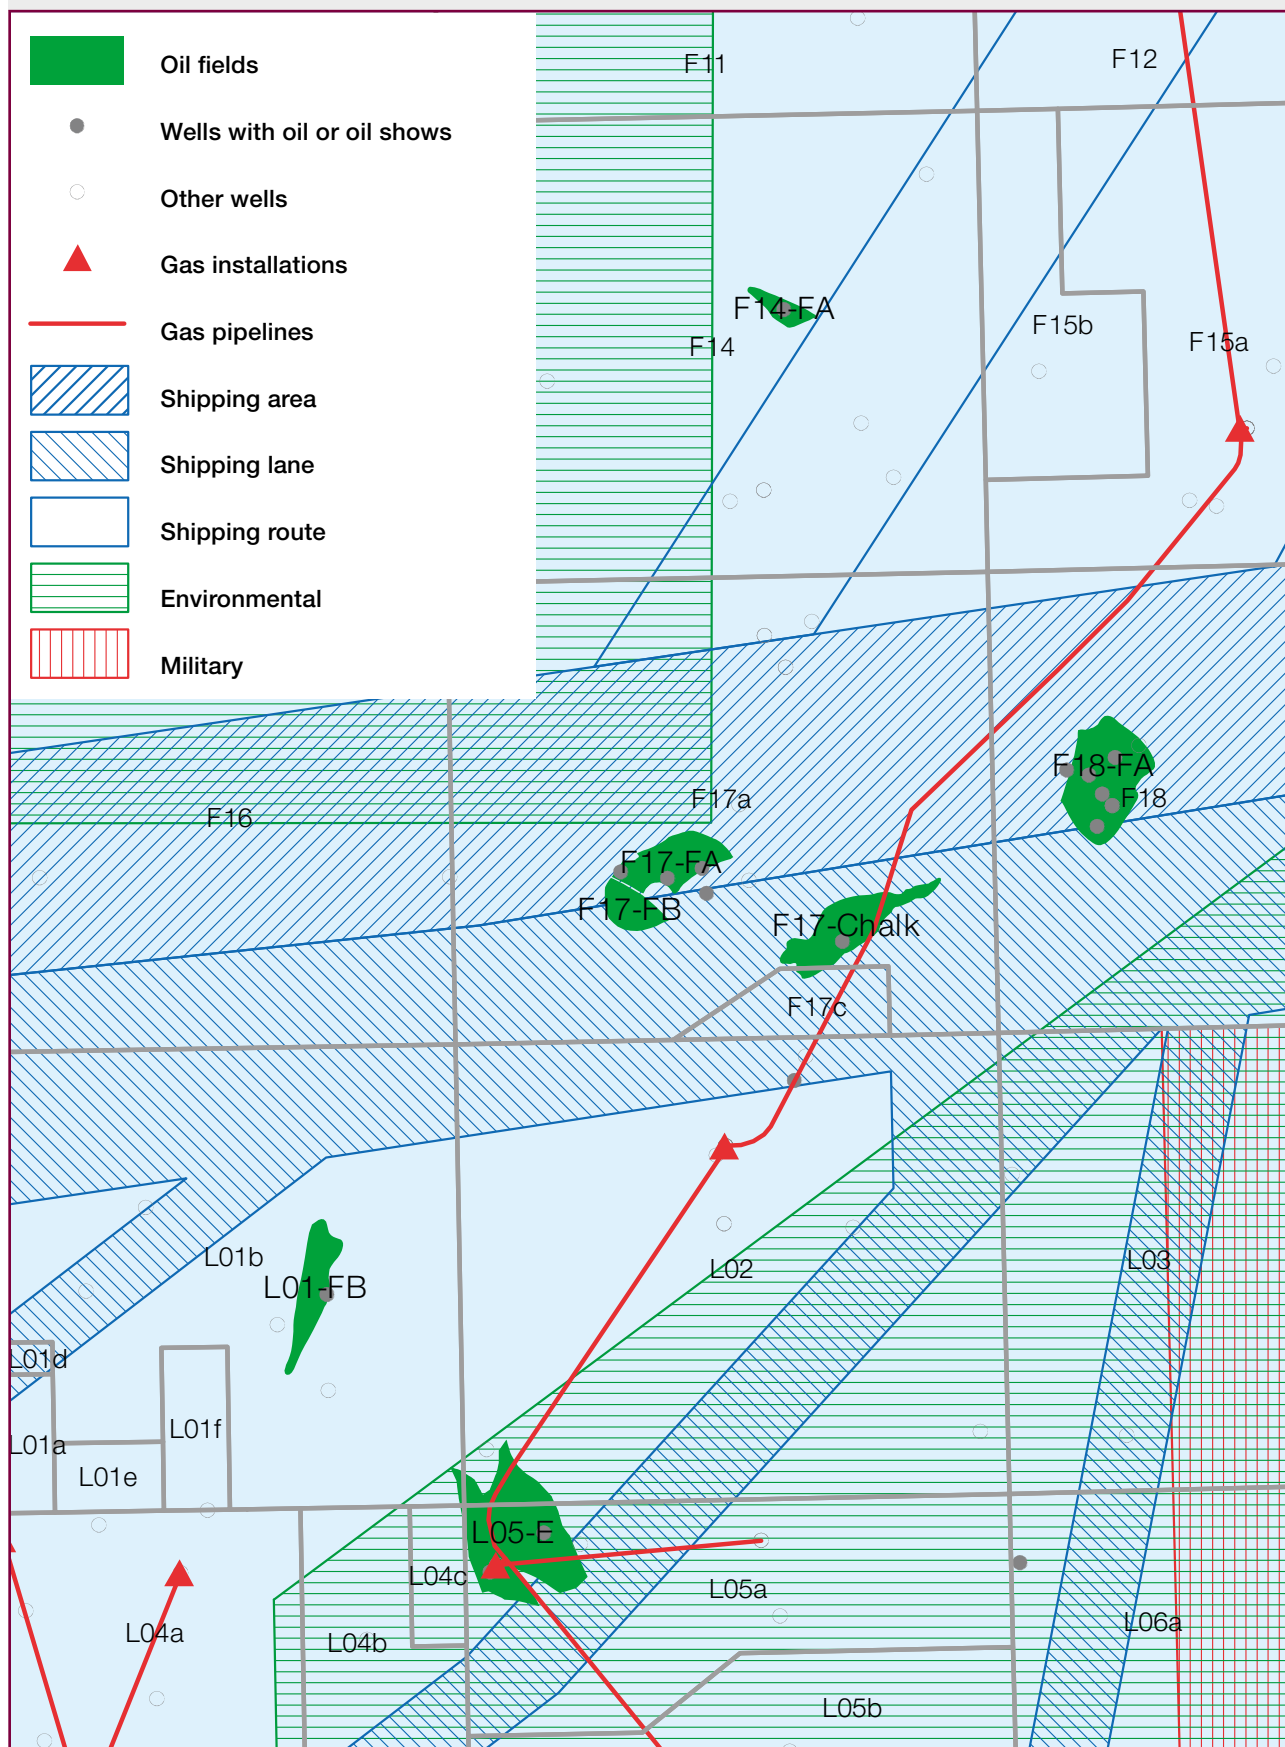 Oil fields
Wells with oil or oil shows
Other wells
Gas installations
Gas pipelines
Shipping area
Shipping lane
Shipping route
Environmental
Military
F11
F12
F14-FA
F14
F15b
F15a
F18-FA
F18
F17a
F16
F17-FA
F17-FB
F17-Chalk
F17c
L01b
L01-FB
L02
L03
L01d
L01a
L01f
L01e
L05-E
L04c
L05a
L04a
L04b
L06a
L05b